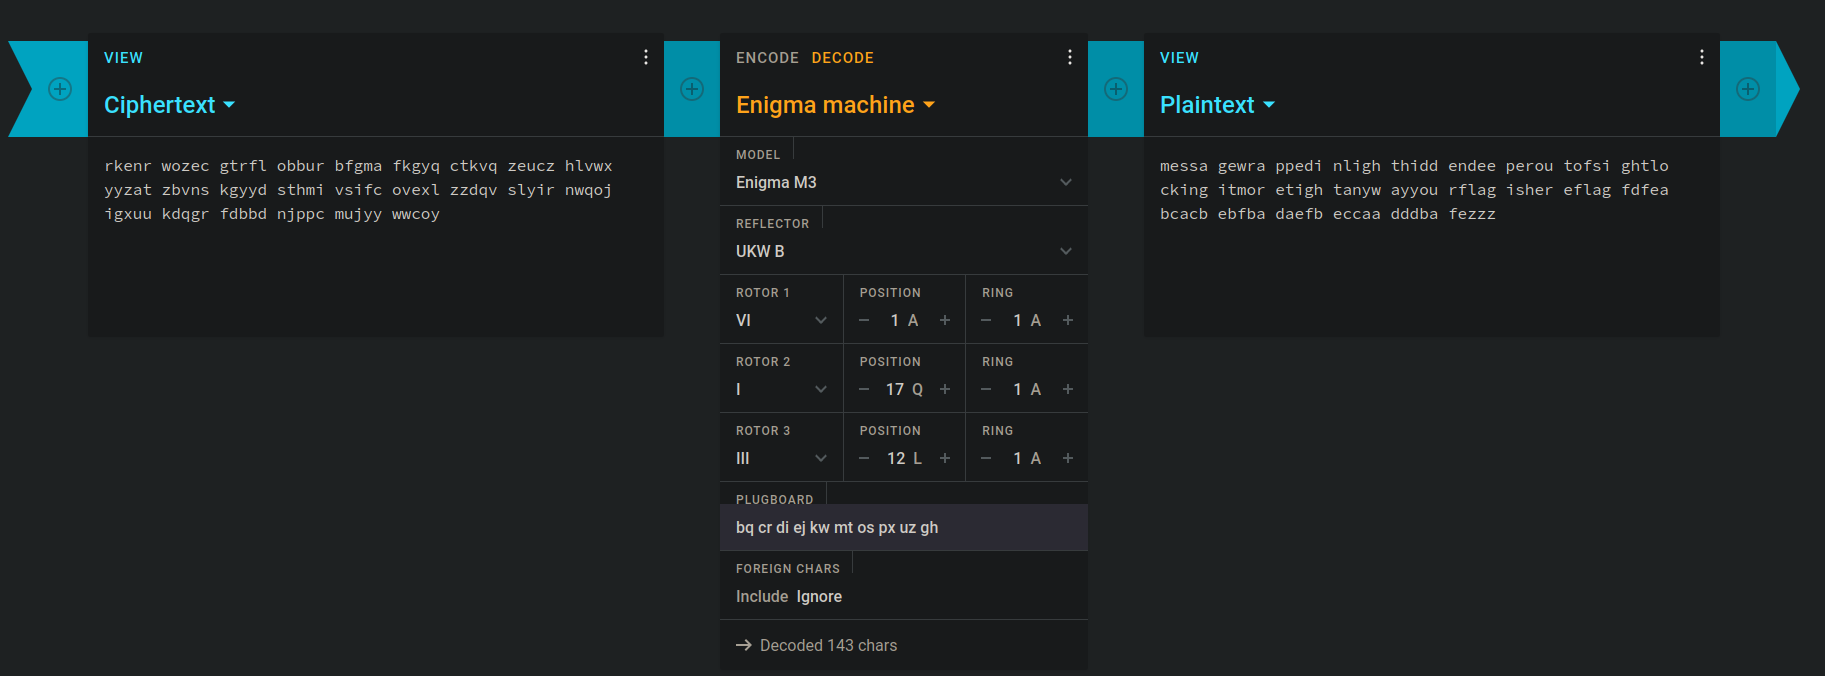 VIEW
Ciphertext
rkenr wozec gtrfl obbur bfgma fkgyq ctkvq zeucz hlvwx
yyzat zbvns kgyyd sthmi vsifc ovexl zzdqv slyir nwqoj
igxuu kdqgr fdbbd njppc mujyy wwcoy
ENCODE DECODE
Enigma machine
MODEL
Enigma M3
REFLECTOR
UKW B
ROTOR 1 POSITION RING
VI − 1 A + − 1 A +
ROTOR 2 POSITION RING
I − 17 Q + − 1 A +
ROTOR 3 POSITION RING
III − 12 L + − 1 A +
PLUGBOARD
bq cr di ej kw mt os px uz gh
FOREIGN CHARS
Include Ignore
→ Decoded 143 chars
VIEW
Plaintext
messa gewra ppedi nligh thidd endee perou tofsi ghtlo
cking itmor etigh tanyw ayyou rflag isher eflag fdfea
bcacb ebfba daefb eccaa dddba fezzz